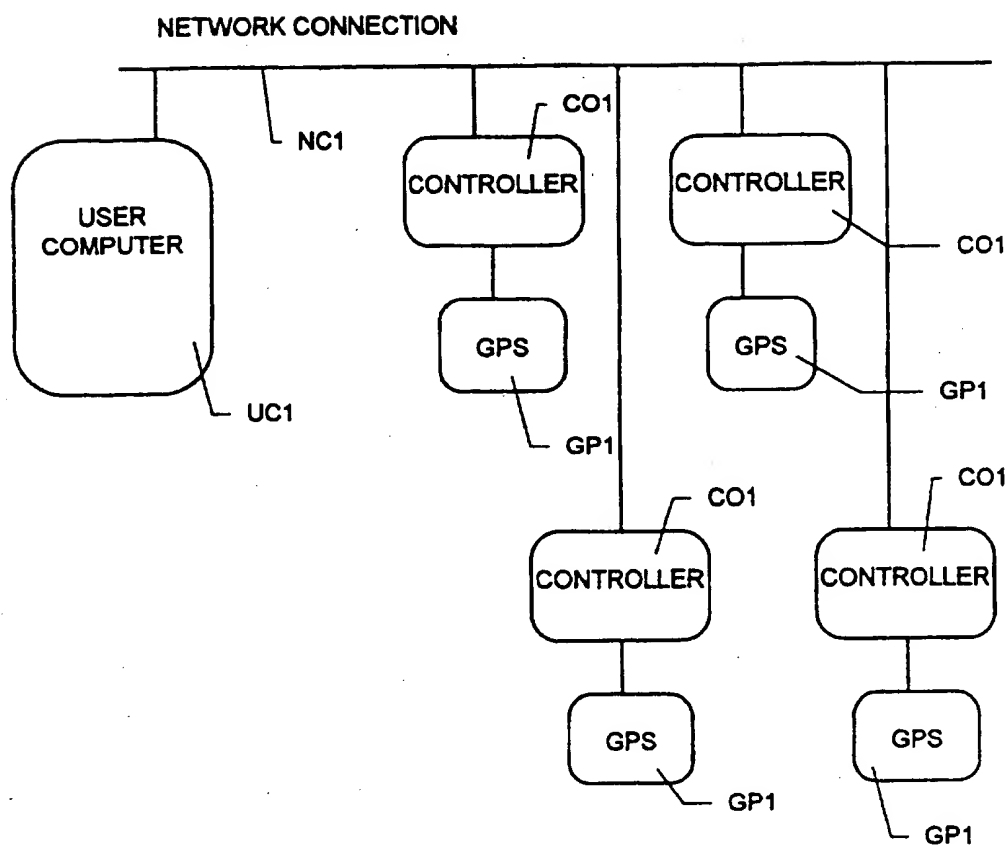 NETWORK CONNECTION
NC1
CO1
USER
COMPUTER
CONTROLLER
CONTROLLER
CO1
GPS
GPS
UC1
GP1
GP1
CO1
CO1
CONTROLLER
CONTROLLER
GPS
GPS
GP1
GP1